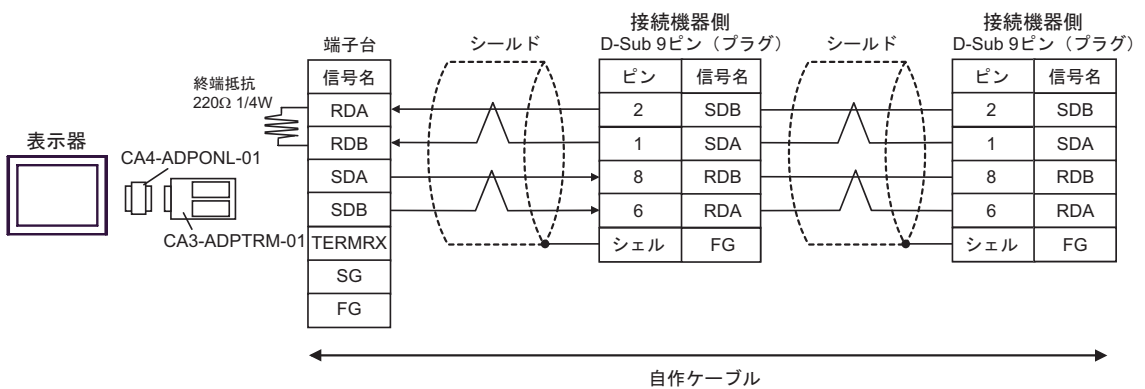 接続機器側
D-Sub 9ピン（プラグ）
接続機器側
D-Sub 9ピン（プラグ）
端子台
シールド
シールド
信号名
ピン
信号名
ピン
信号名
終端抵抗
220Ω 1/4W
RDA
2
SDB
2
SDB
表示器
RDB
1
SDA
1
SDA
CA4-ADPONL-01
SDA
8
RDB
8
RDB
SDB
6
RDA
6
RDA
CA3-ADPTRM-01
TERMRX
シェル
FG
シェル
FG
SG
FG
自作ケーブル